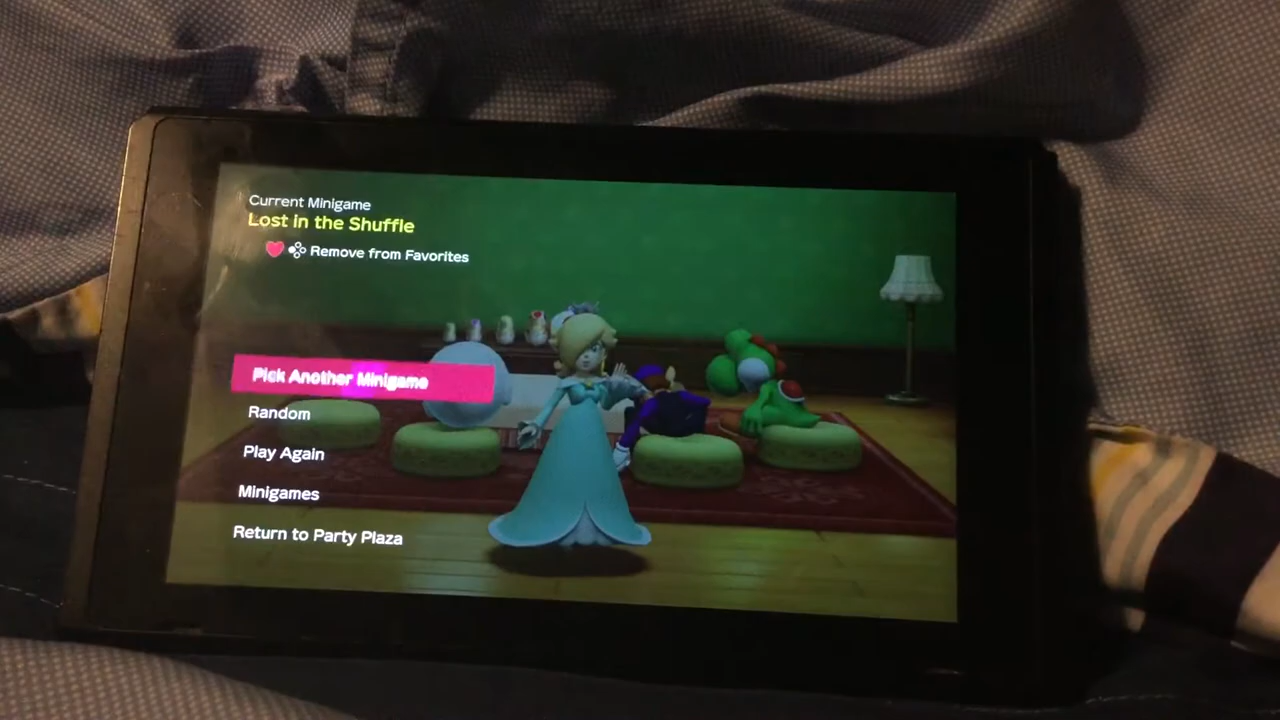 Current Minigame
Lost in the Shuffle
Remove from Favorites
Pick Another Minigame
Random
Play Again
Minigames
Return to Party Plaza